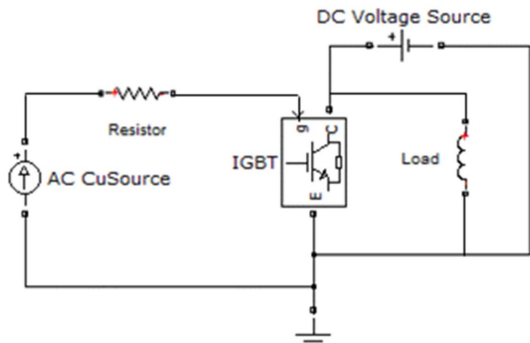 DC Voltage Source
+
Resistor
g
C
IGBT
E
Load
+
AC CuSource